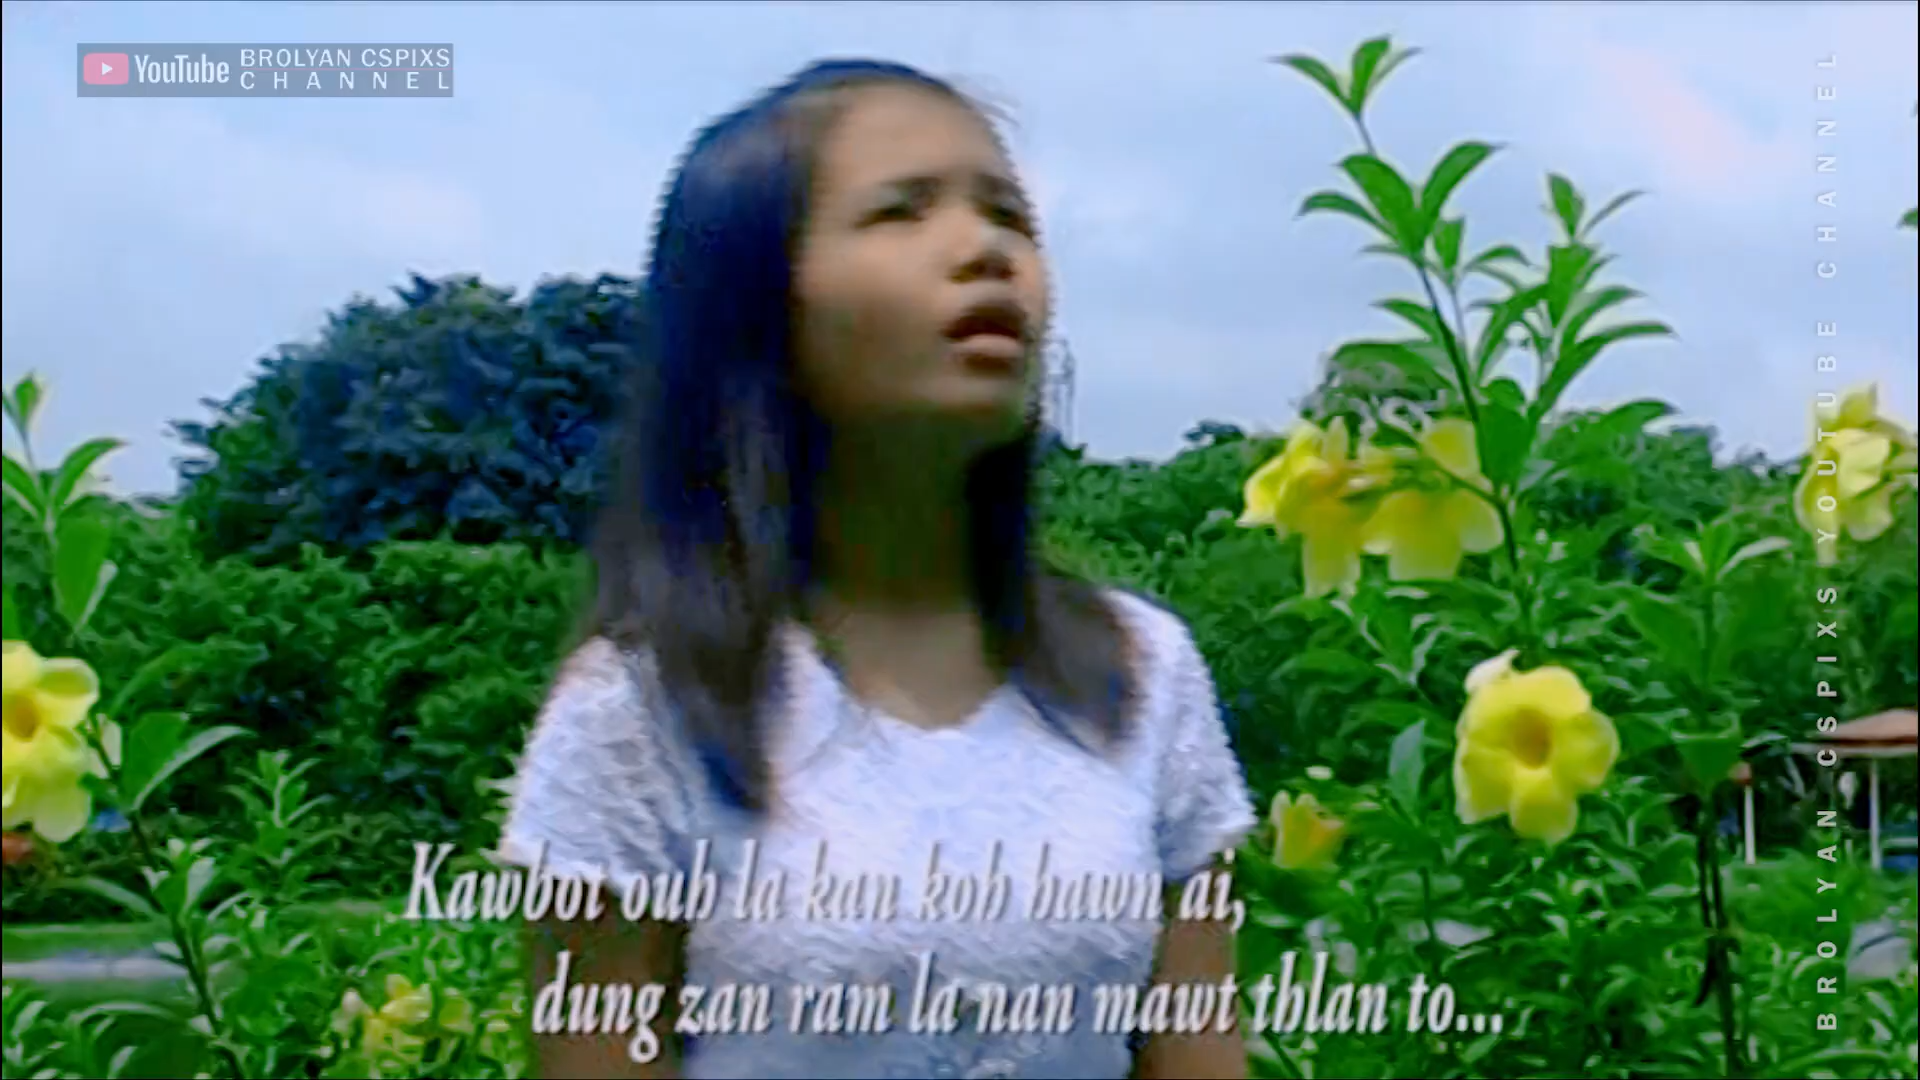 YouTube
BROLYAN CSPIXS
CHANNEL
Kawbot ouh la kan koh hawn ai,
dung zan ram la nan mawt thlan to...
BROLYAN CSPIXS YOUTUBE CHANNEL